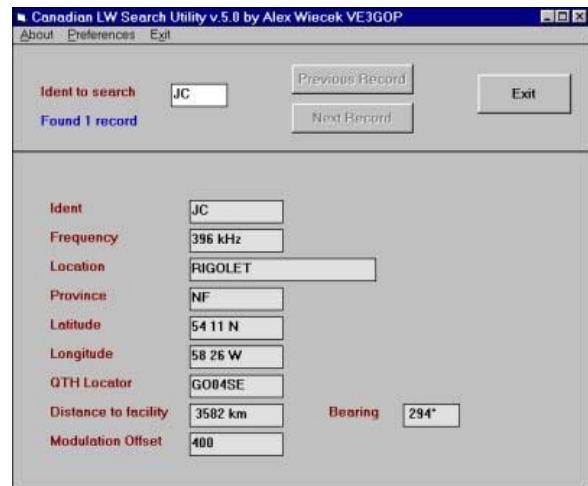 Canadian LW Search Utility v.5.0 by Alex Wiecek VE3GOP
About Preferences Exit
Ident to search JC Previous Record Exit
Found 1 record Next Record
Ident JC
Frequency 396 kHz
Location RIGOLET
Province NF
Latitude 54 11 N
Longitude 58 26 W
QTH Locator GO04SE
Distance to facility 3582 km Bearing 294°
Modulation Offset 400